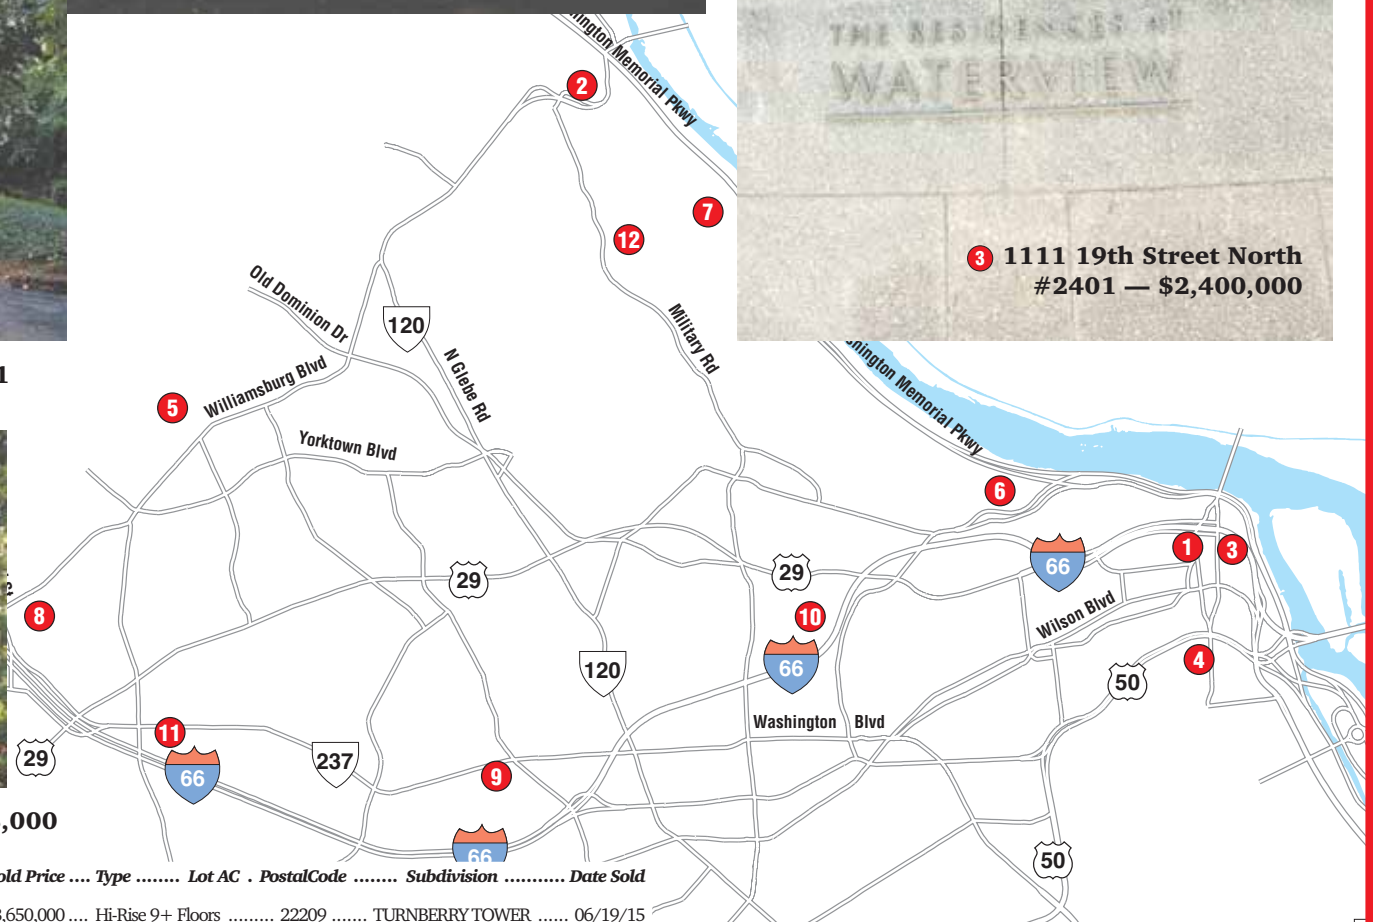 THE RESIDENCES AT
WATERVIEW
3 1111 19th Street North
#2401 — $2,400,000
ington Memorial Pkwy
2
7
12
Old Dominion Dr
120
Military Rd
N Glebe Rd
Williamsburg Blvd
5
Yorktown Blvd
hington Memorial Pkwy
6
1
3
66
29
29
8
10
Wilson Blvd
66
120
4
50
Washington Blvd
11
29
66
237
9
66
50
1
,000
old Price .... Type ........ Lot AC . PostalCode ........ Subdivision ........... Date Sold
3,650,000 .... Hi-Rise 9+ Floors ......... 22209 ....... TURNBERRY TOWER ...... 06/19/15